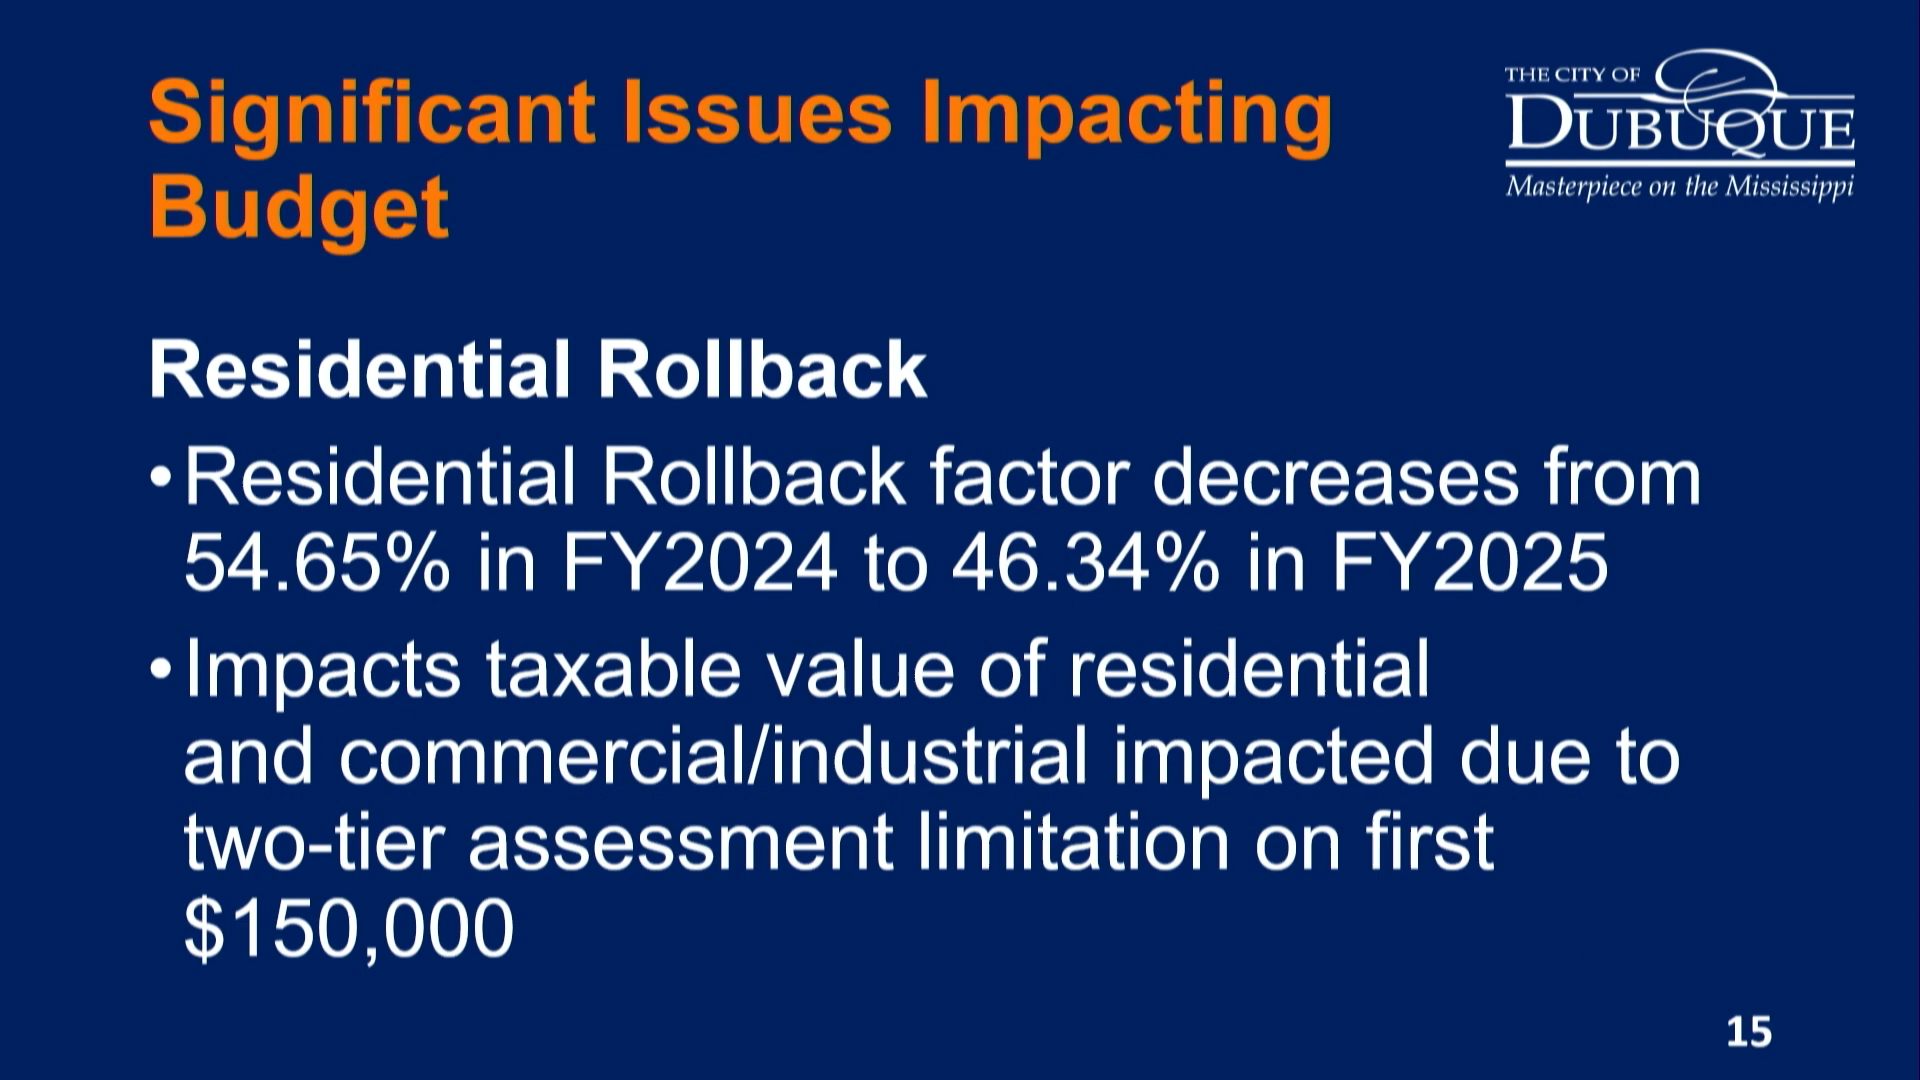 Significant Issues Impacting
Budget
THE CITY OF
DUBUQUE
Masterpiece on the Mississippi
Residential Rollback
•Residential Rollback factor decreases from
54.65% in FY2024 to 46.34% in FY2025
•Impacts taxable value of residential
and commercial/industrial impacted due to
two-tier assessment limitation on first
$150,000
15